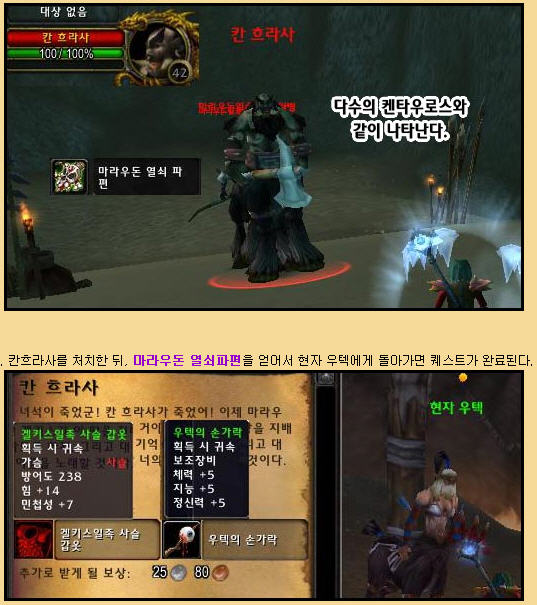 대상 없음
칸 흐라사
100 / 100%
42
칸 흐라사
다수의 켄타우로스와
같이 나타난다.
마라우돈 열쇠 파
편
. 칸흐라사를 처치한 뒤, 마라우돈 열쇠파편을 얻어서 현자 우텍에게 돌아가면 퀘스트가 완료된다.
칸 흐라사
녀석이 죽었군! 칸 흐라사가 죽었어! 이제 마라우
겔키스일족 사슬 갑옷
획득 시 귀속
가슴 사슬
방어도 238
힘 +14
민첩성 +7
우텍의 손가락
획득 시 귀속
보조장비
체력 +5
지능 +5
정신력 +5
겔키스일족 사슬
갑옷
우텍의 손가락
추가로 받게 될 보상: 25 80
현자 우텍